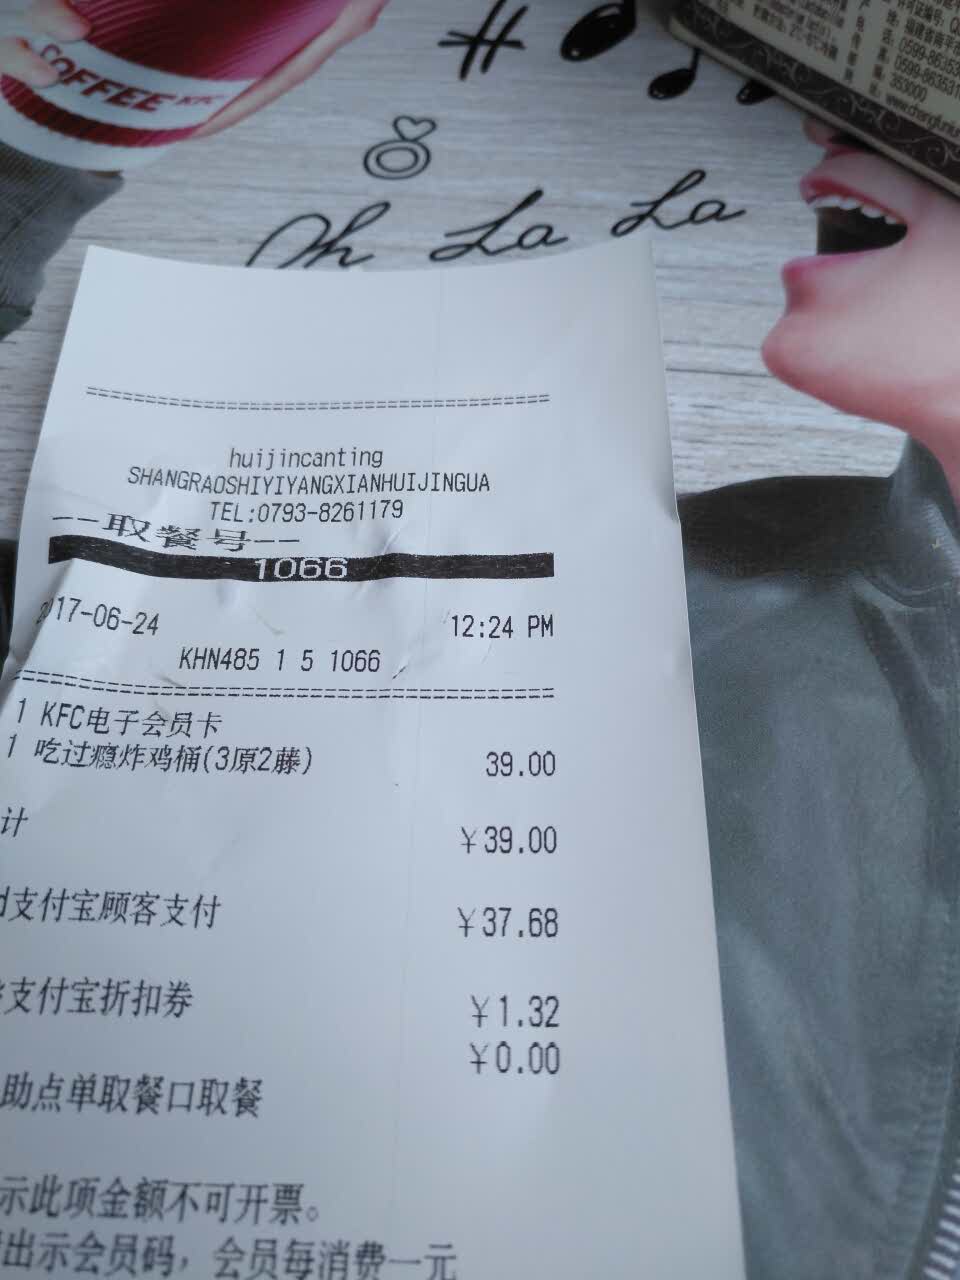 COFFEE KFC
#
Oh La La
huijincanting
SHANGRAOSHIYIYANGXIANHUIJINGUA
TEL:0793-8261179
--取餐号--
1066
2017-06-24 12:24 PM
KHN485 1 5 1066
1 KFC电子会员卡
1 吃过瘾炸鸡桶(3原2藤) 39.00
计 ¥39.00
支付宝顾客支付 ¥37.68
支付宝折扣券 ¥1.32
¥0.00
助点单取餐口取餐
示此项金额不可开票。
出示会员码，会员每消费一元
353000